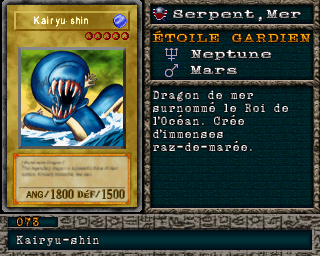 Kairyu-shin
ANG/1800 DÉF/1500
Serpent,Mer
ÉTOILE GARDIEN
Neptune
Mars
Dragon de mer
surnommé le Roi de
l'Océan. Crée
d'immenses
raz-de-marée.
073
Kairyu-shin